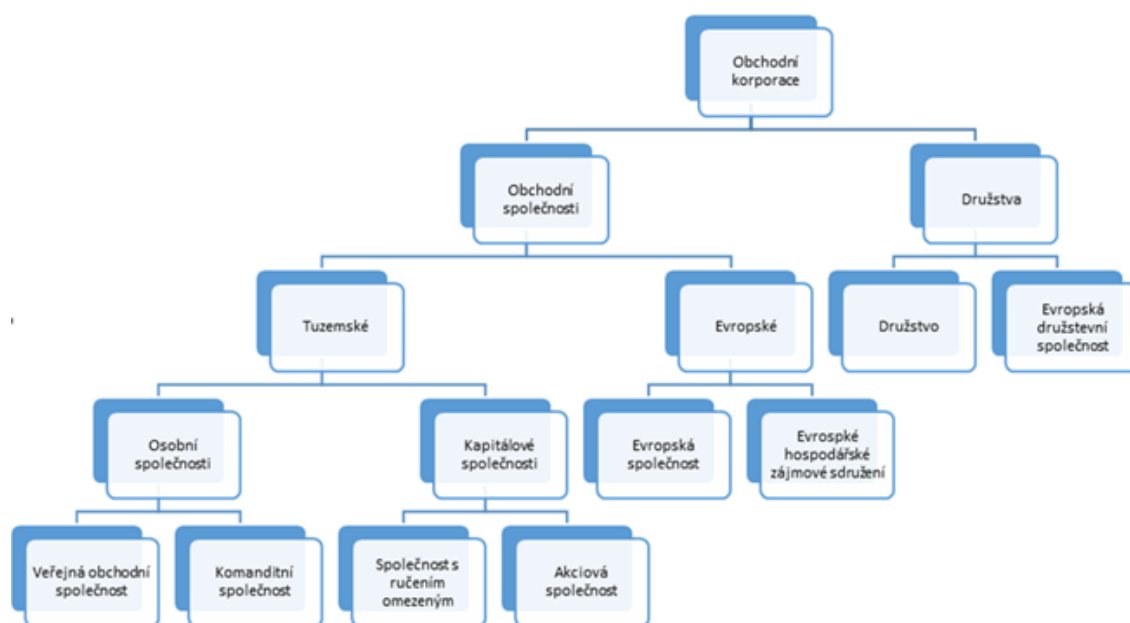 Obchodní
korporace
Obchodní
společnosti
Družstva
Tuzemské
Evropské
Družstvo
Evropská
družstevní
společnost
Osobní
společnosti
Kapitálové
společnosti
Evropská
společnost
Evrospké
hospodářské
zájmové sdružení
Veřejná obchodní
společnost
Komanditní
společnost
Společnost s
ručením
omezeným
Akciová
společnost